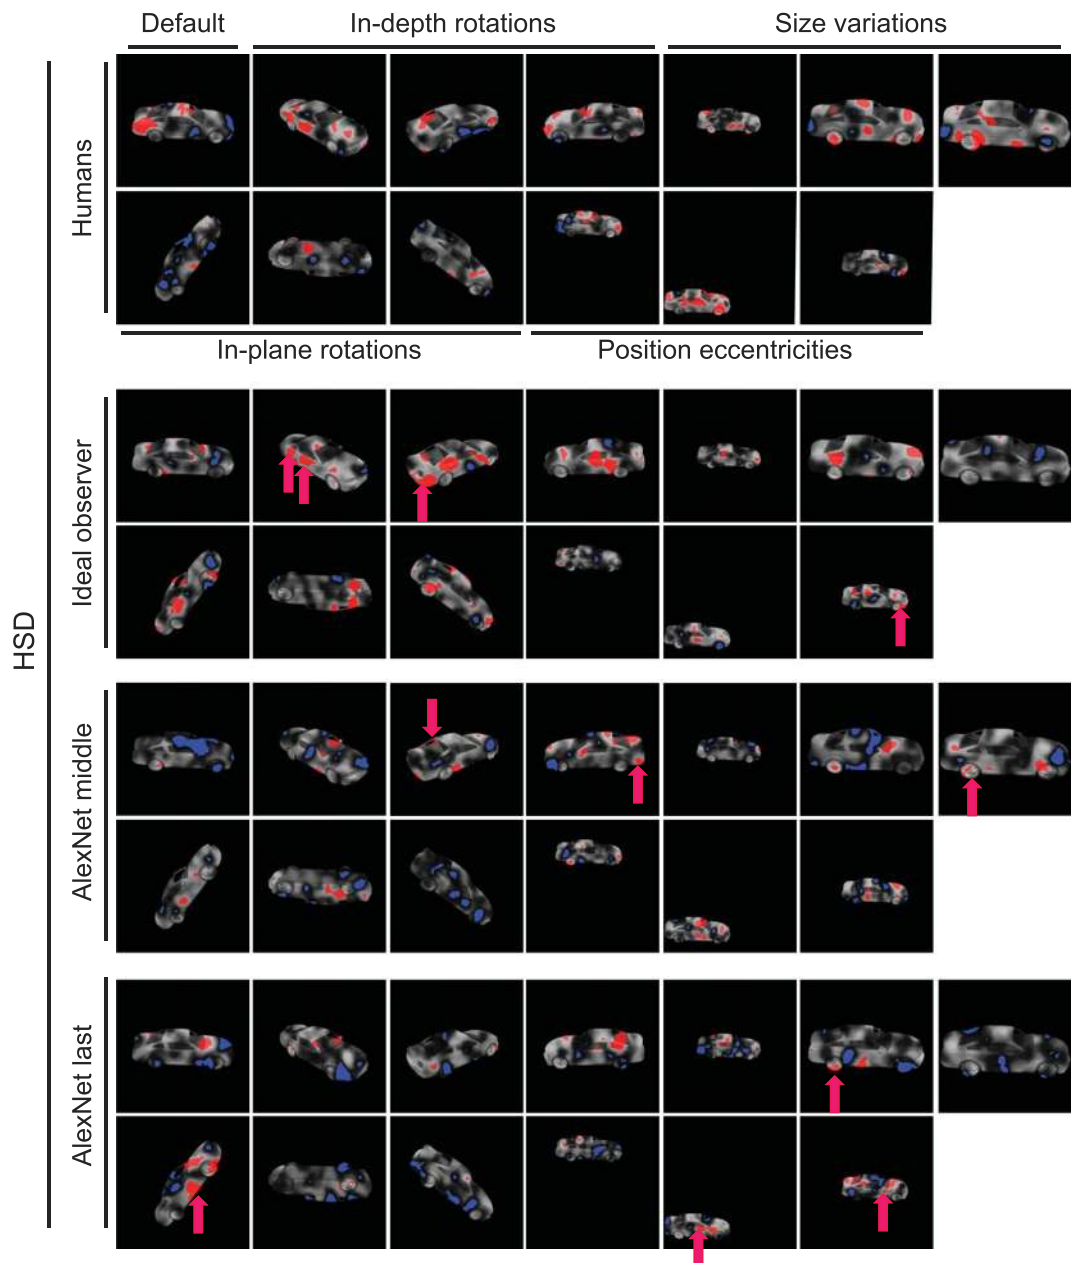 Default
In-depth rotations
Size variations
Humans
In-plane rotations
Position eccentricities
HSD
Ideal observer
AlexNet middle
AlexNet last